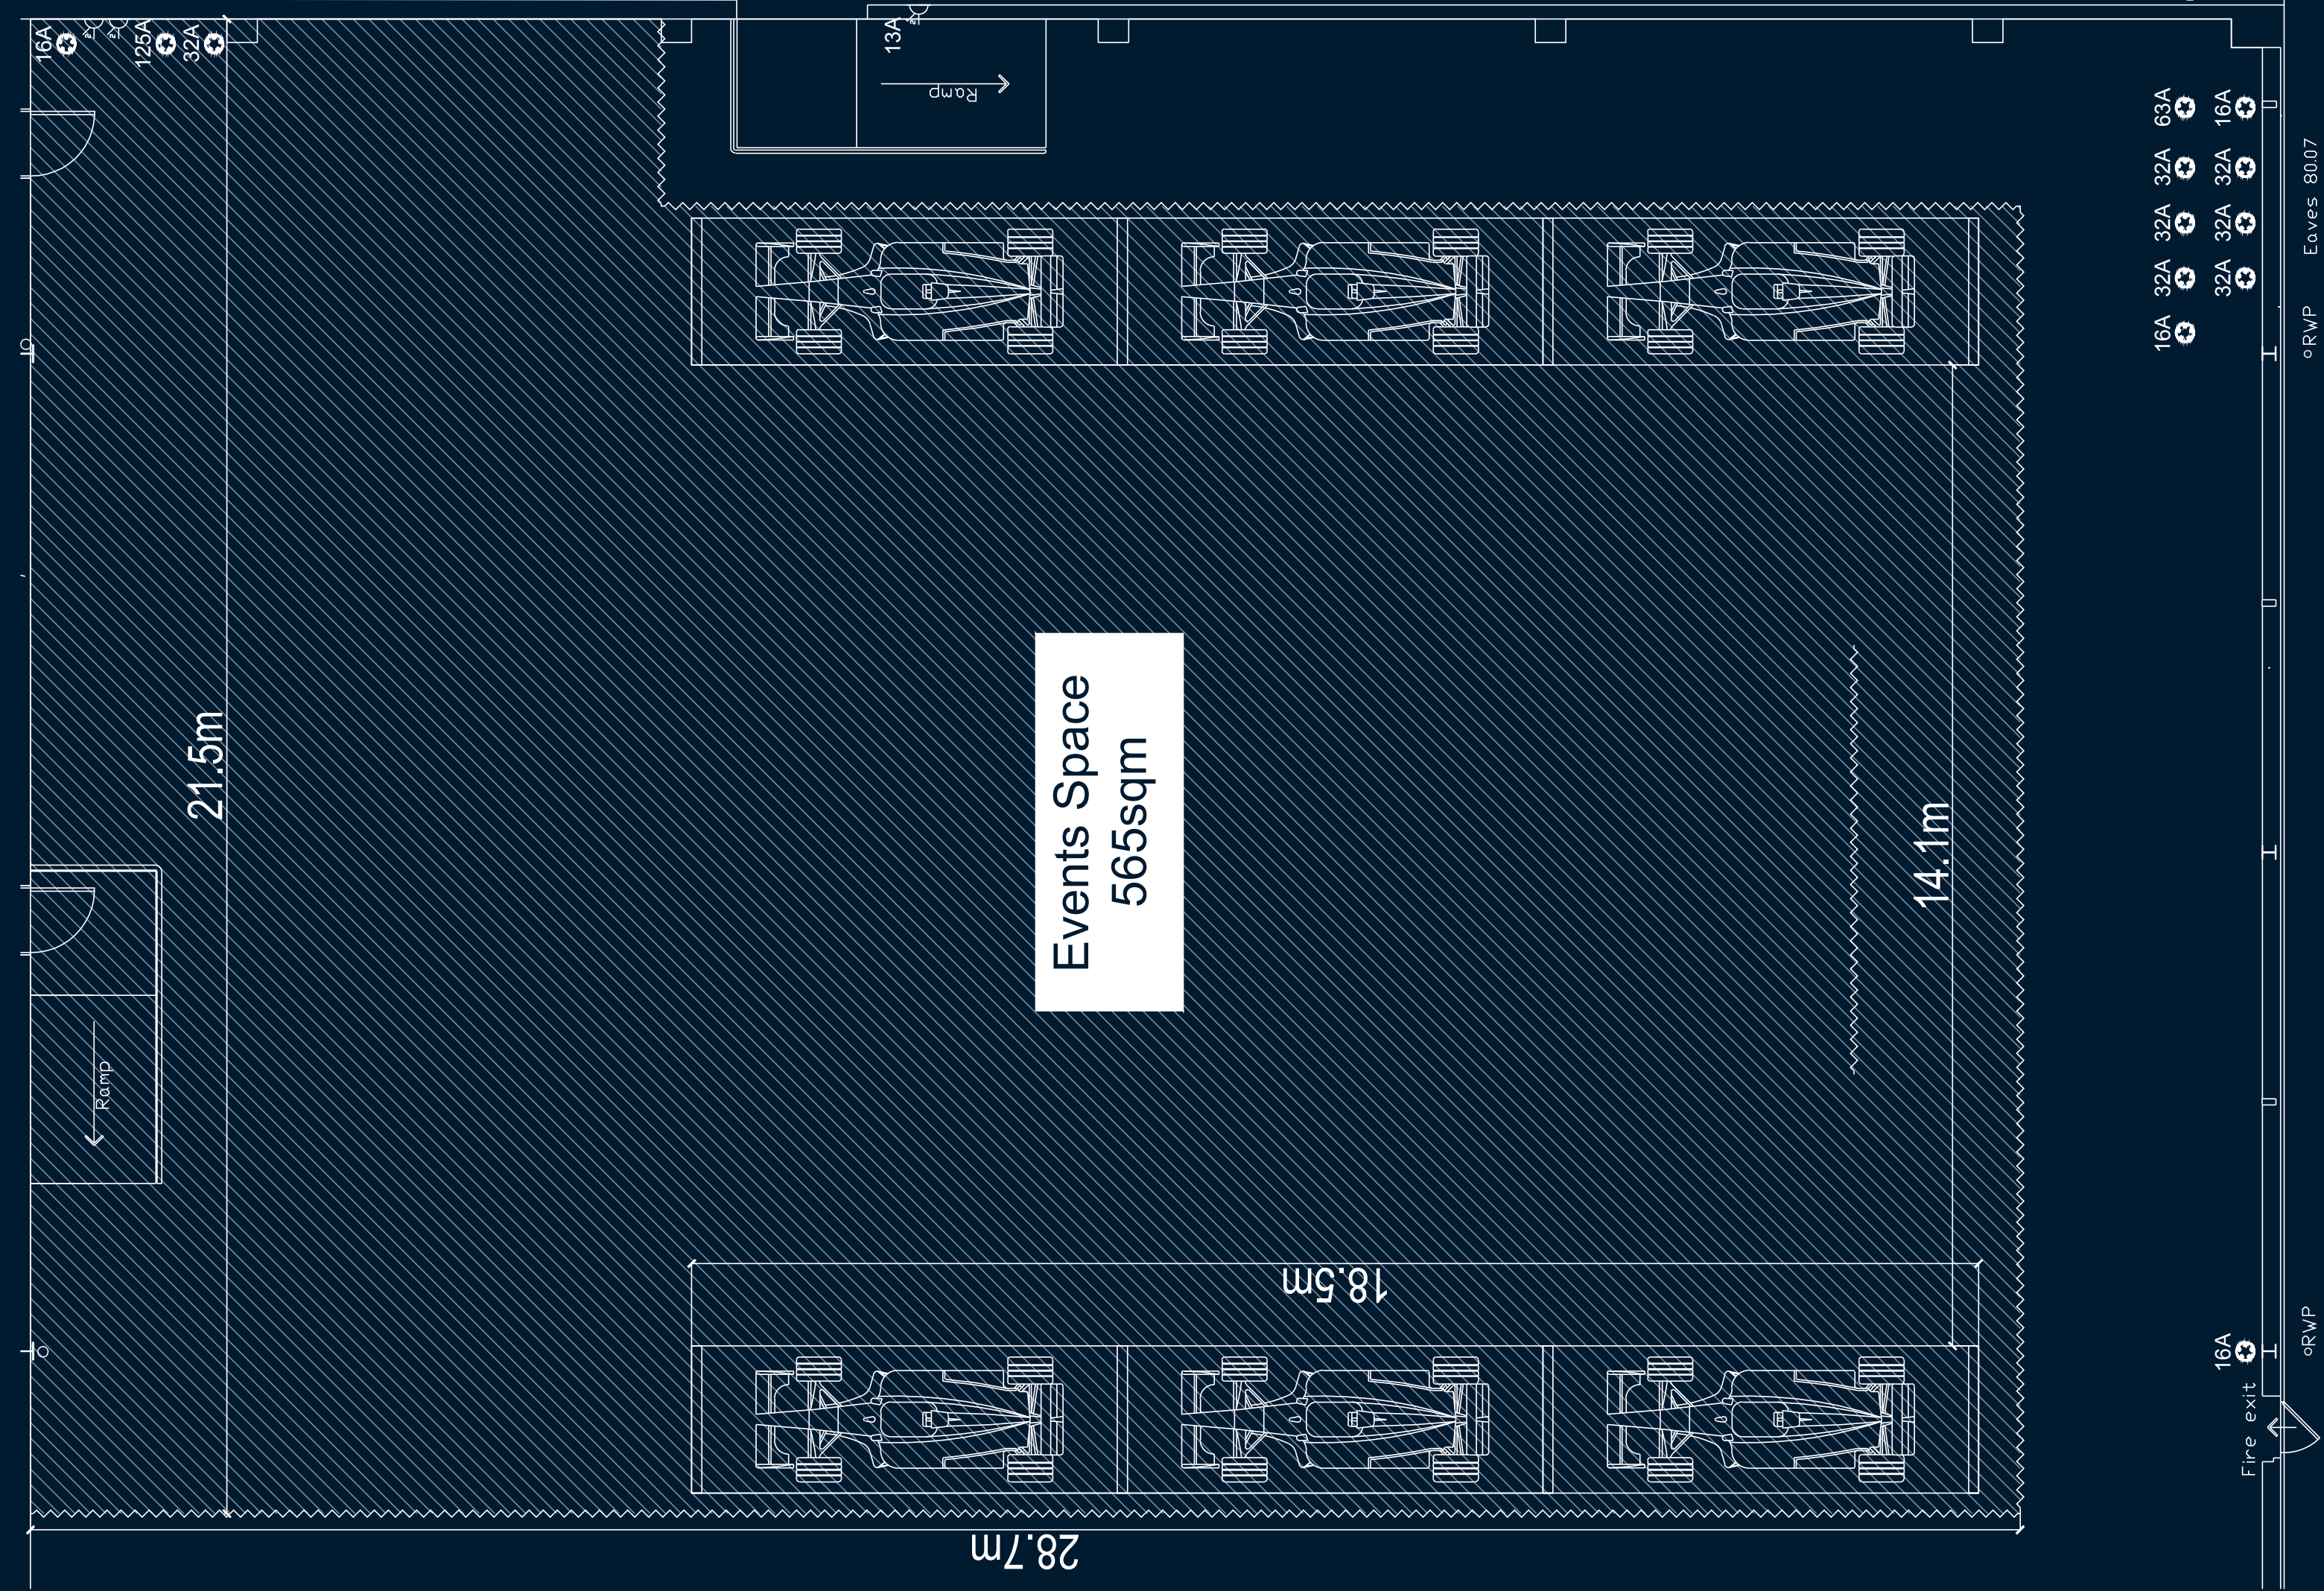 16A
125A
32A
13A
Ramp
63A
16A
32A
32A
32A
32A
32A
32A
16A
Eaves 80.07
RWP
21.5m
Events Space
565sqm
14.1m
Ramp
18.5m
28.7m
16A
RWP
Fire exit